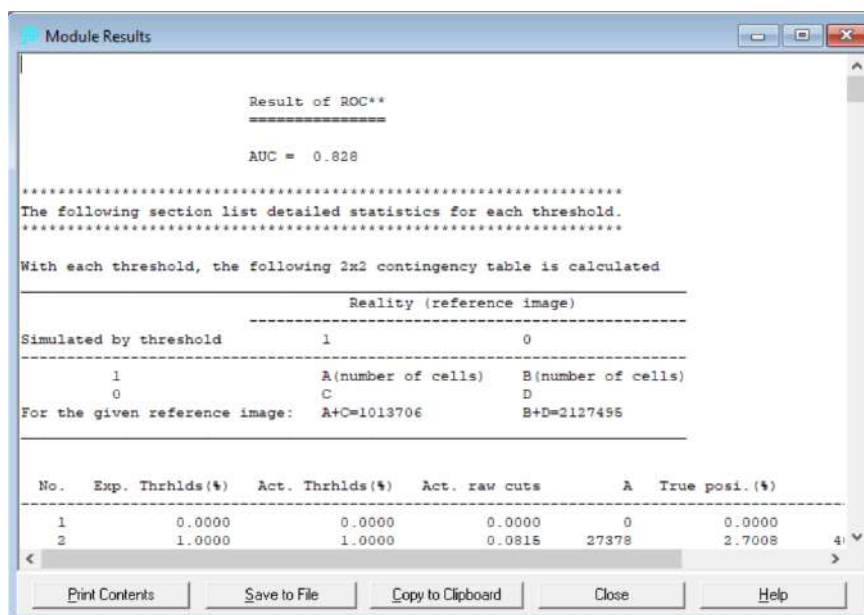 Module Results
Result of ROC**
===============
AUC = 0.828
******************************************************************
The following section list detailed statistics for each threshold.
******************************************************************
With each threshold, the following 2x2 contingency table is calculated
Reality (reference image)
Simulated by threshold 1 0
1 A(number of cells) B(number of cells)
0 C D
For the given reference image: A+C=1013706 B+D=2127495
No. Exp. Thrhlds(%) Act. Thrhlds(%) Act. raw cuts A True posi.(%)
1 0.0000 0.0000 0.0000 0 0.0000
2 1.0000 1.0000 0.0815 27378 2.7008
Print Contents Save to File Copy to Clipboard Close Help